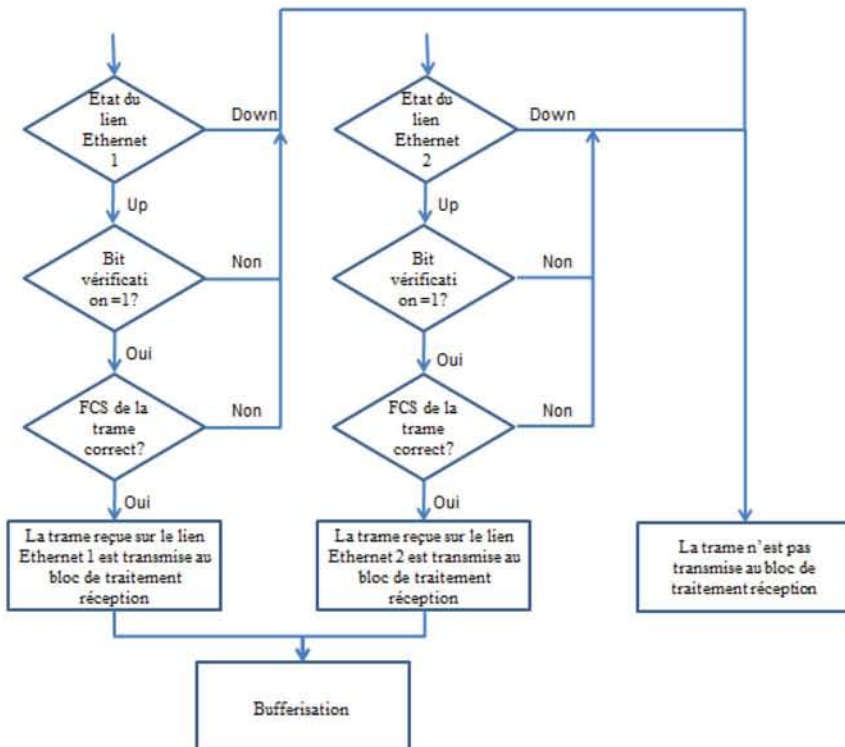 Etat du
lien
Ethernet
1
Down
Etat du
lien
Ethernet
2
Down
Up
Up
Bit
vérificati
on =1?
Non
Bit
vérificati
on =1?
Non
Oui
Oui
FCS de la
trame
correct?
Non
FCS de la
trame
correct?
Non
Oui
Oui
La trame reçue sur le lien
Ethernet 1 est transmise au
bloc de traitement
réception
La trame reçue sur le lien
Ethernet 2 est transmise au
bloc de traitement
réception
La trame n'est pas
transmise au bloc de
traitement réception
Bufferisation